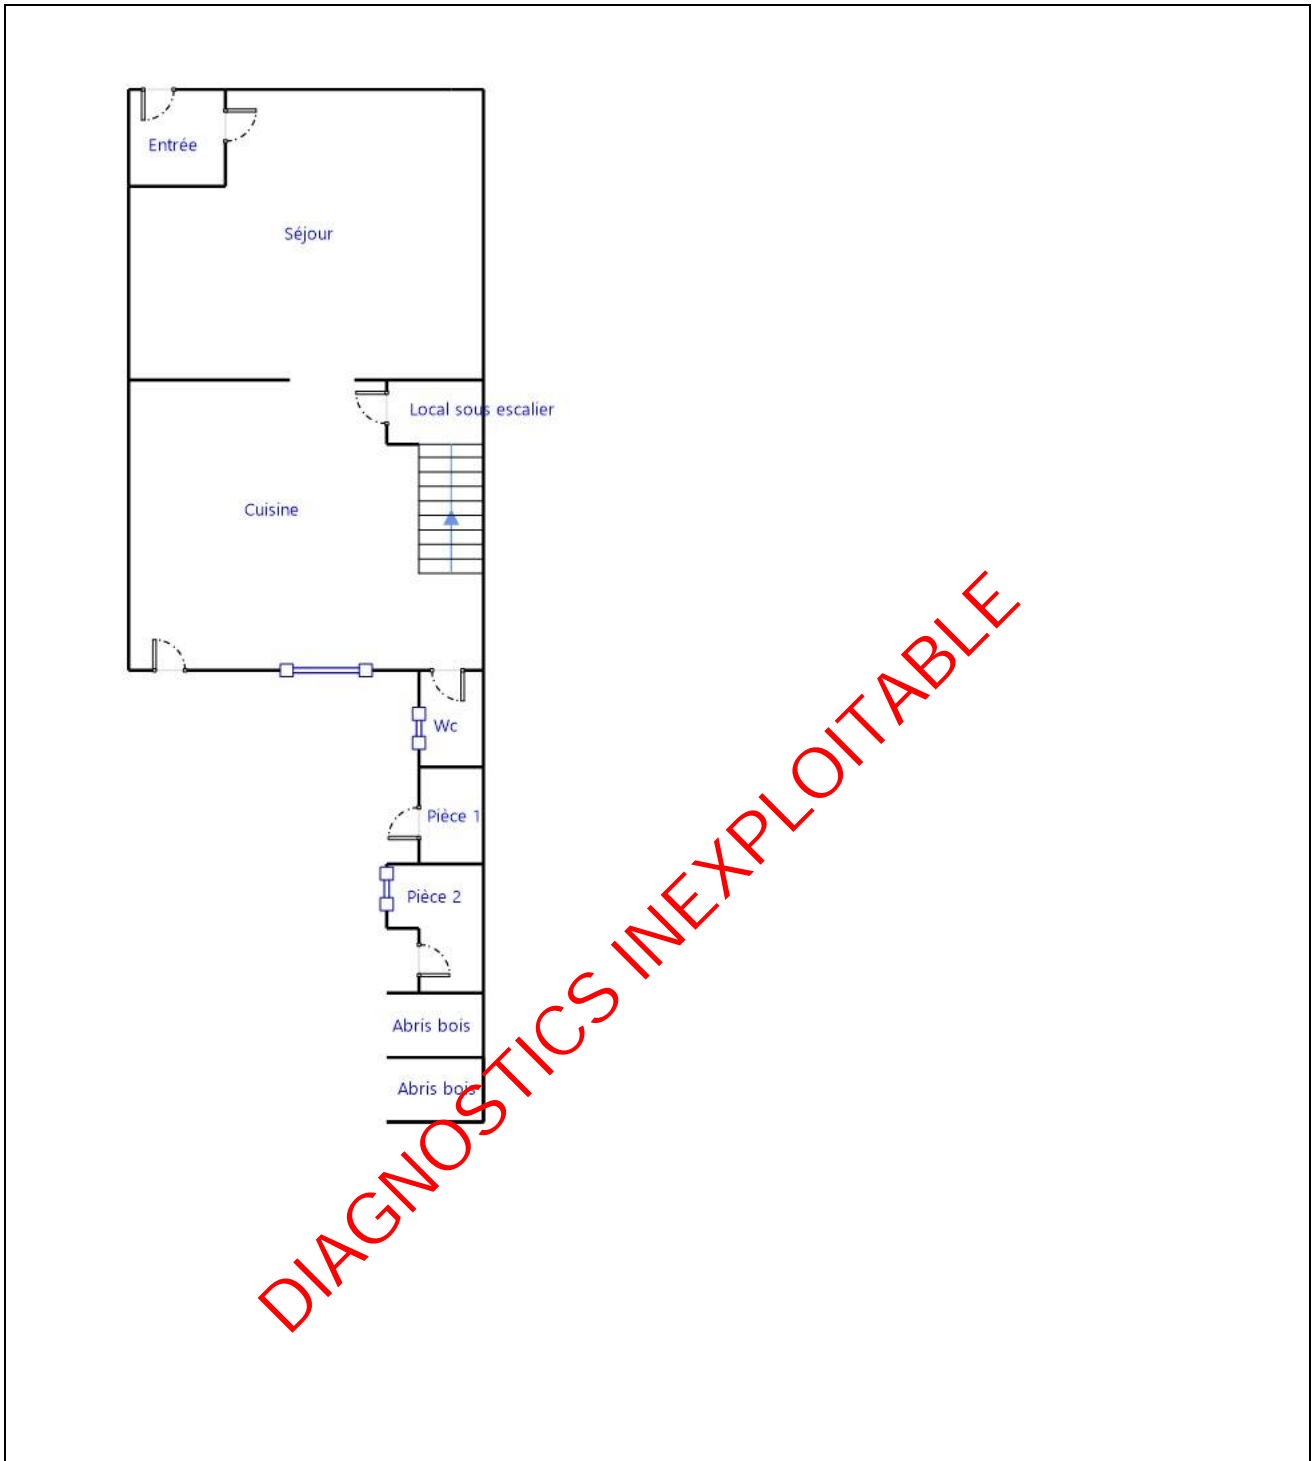 Entrée
Séjour
Local sous escalier
Cuisine
Wc
Pièce 1
Pièce 2
Abris bois
Abris bois
DIAGNOSTICS INEXPLOITABLE